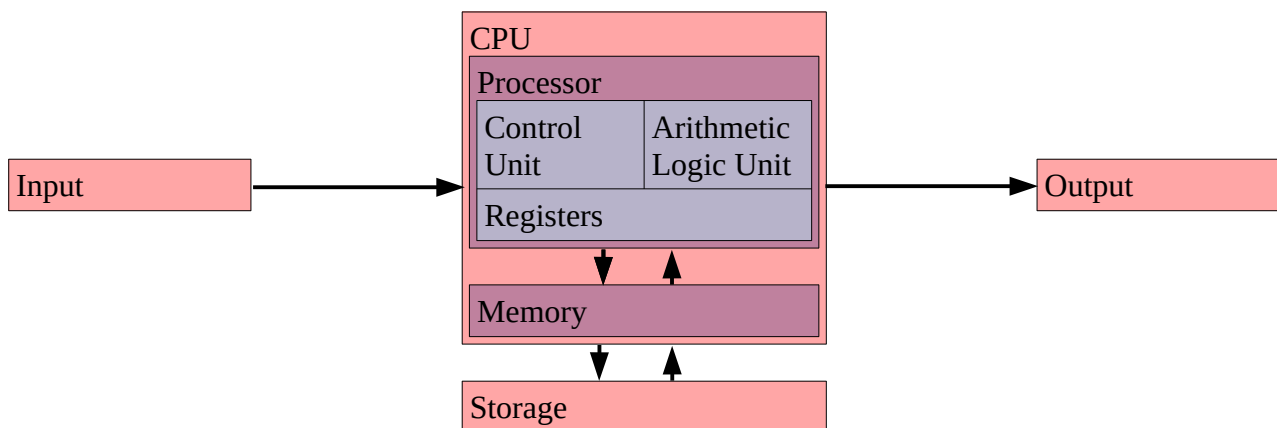 CPU
Processor
Control
Unit
Arithmetic
Logic Unit
Input
Output
Registers
Memory
Storage